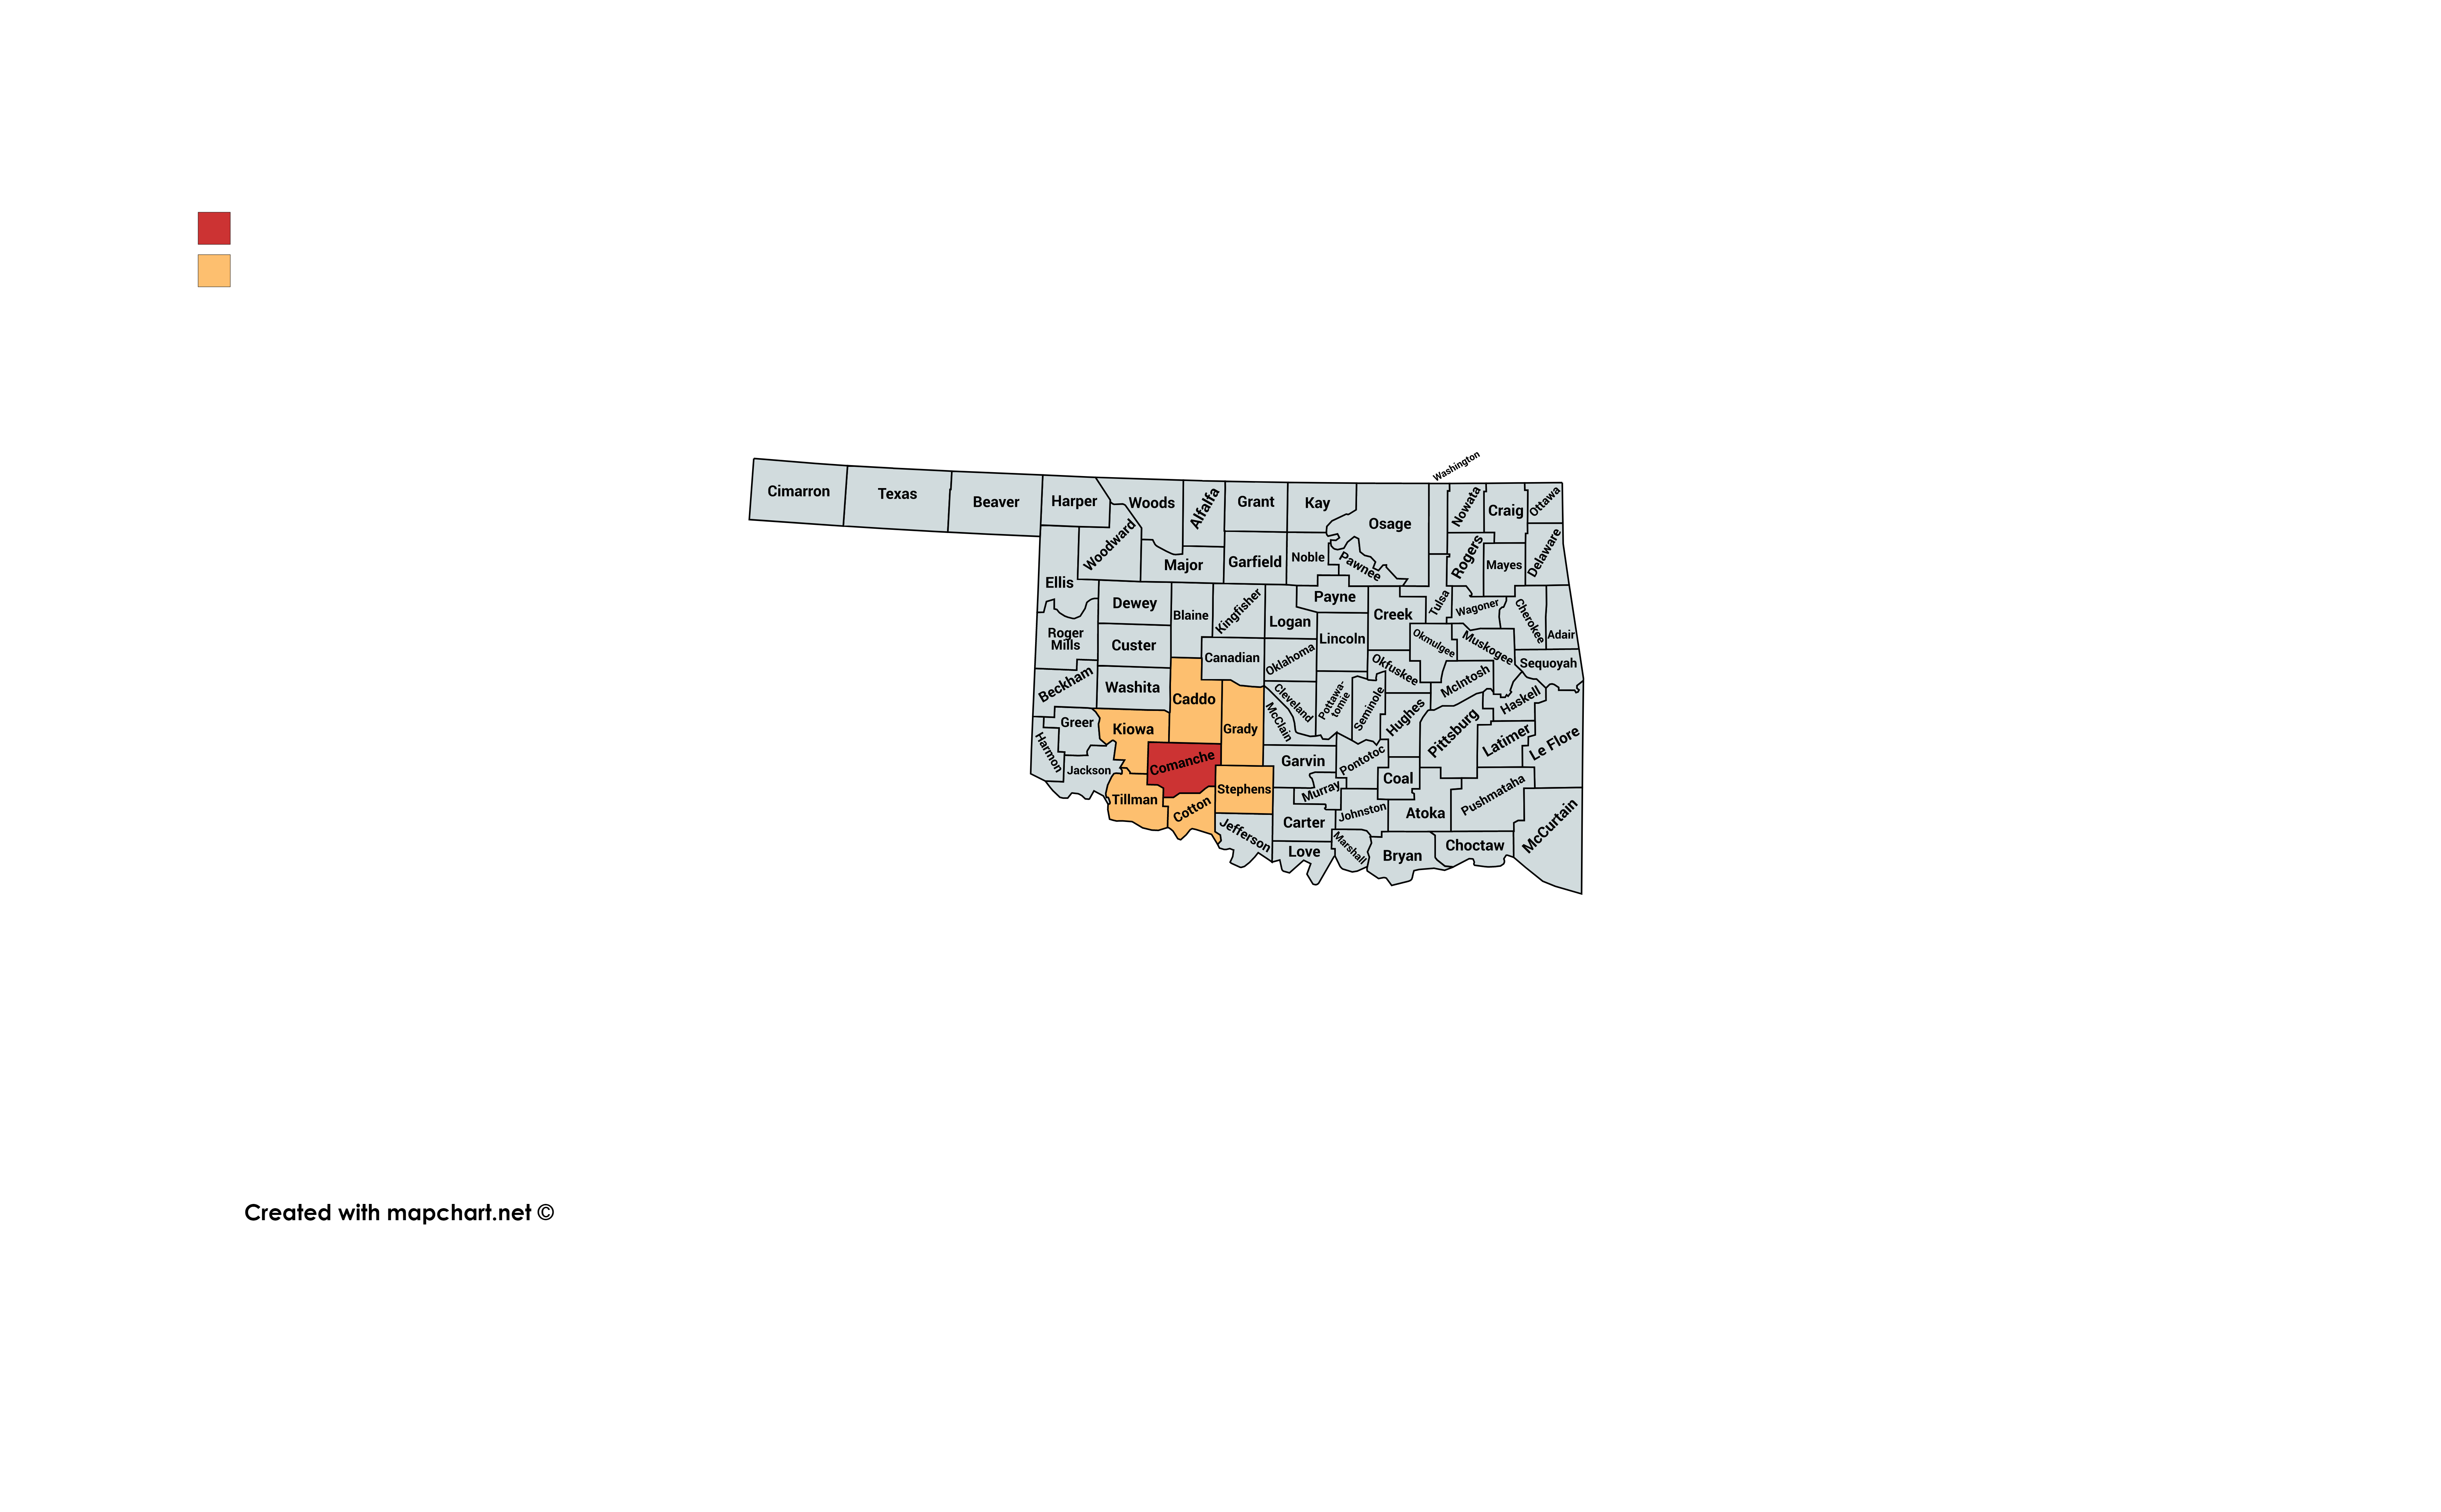 Washington
Cimarron
Texas
Beaver
Harper
Woods
Alfalfa
Grant
Kay
Osage
Nowata
Craig
Ottawa
Woodward
Ellis
Major
Garfield
Noble
Pawnee
Rogers
Mayes
Delaware
Dewey
Blaine
Kingfisher
Logan
Payne
Creek
Tulsa
Wagoner
Cherokee
Adair
Roger
Mills
Custer
Canadian
Oklahoma
Lincoln
Okmulgee
Muskogee
Sequoyah
Beckham
Washita
Caddo
Cleveland
Pottawa-
tomie
Seminole
Okfuskee
McIntosh
Haskell
Greer
Kiowa
Grady
McClain
Hughes
Pittsburg
Latimer
Le Flore
Harmon
Jackson
Comanche
Garvin
Pontotoc
Coal
Tillman
Cotton
Stephens
Murray
Johnston
Atoka
Pushmataha
McCurtain
Jefferson
Carter
Love
Marshall
Bryan
Choctaw
Created with mapchart.net ©